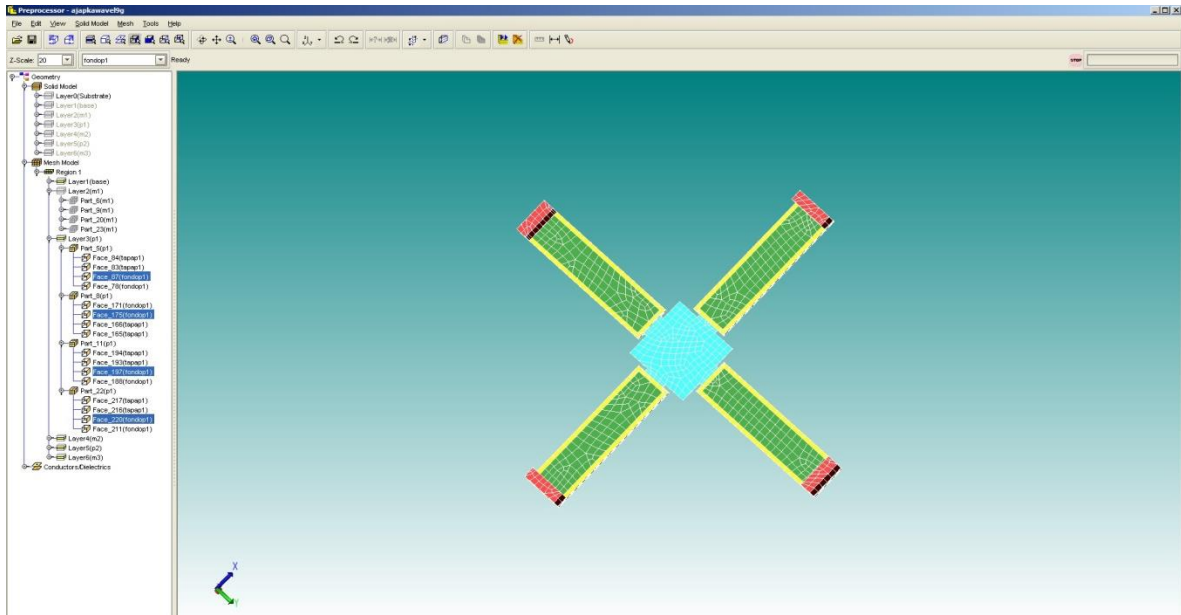 Preprocessor - ajapkawavel9g
File Edit View Solid Model Mesh Tools Help
Z-Scale: 20 fondop1 Ready STOP
Geometry
Solid Model
Layer0(Substrate)
Layer1(base)
Layer2(m1)
Layer3(p1)
Layer4(m2)
Layer5(p2)
Layer6(m3)
Mesh Model
Region 1
Layer1(base)
Layer2(m1)
Part_6(m1)
Part_9(m1)
Part_20(m1)
Part_23(m1)
Layer3(p1)
Part_5(p1)
Face_84(tapap1)
Face_83(tapap1)
Face_87(fondop1)
Face_78(fondop1)
Part_8(p1)
Face_171(fondop1)
Face_175(fondop1)
Face_166(tapap1)
Face_165(tapap1)
Part_11(p1)
Face_194(tapap1)
Face_193(tapap1)
Face_197(fondop1)
Face_188(fondop1)
Part_22(p1)
Face_217(tapap1)
Face_216(tapap1)
Face_220(fondop1)
Face_211(fondop1)
Layer4(m2)
Layer5(p2)
Layer6(m3)
Conductors/Dielectrics
X
Y